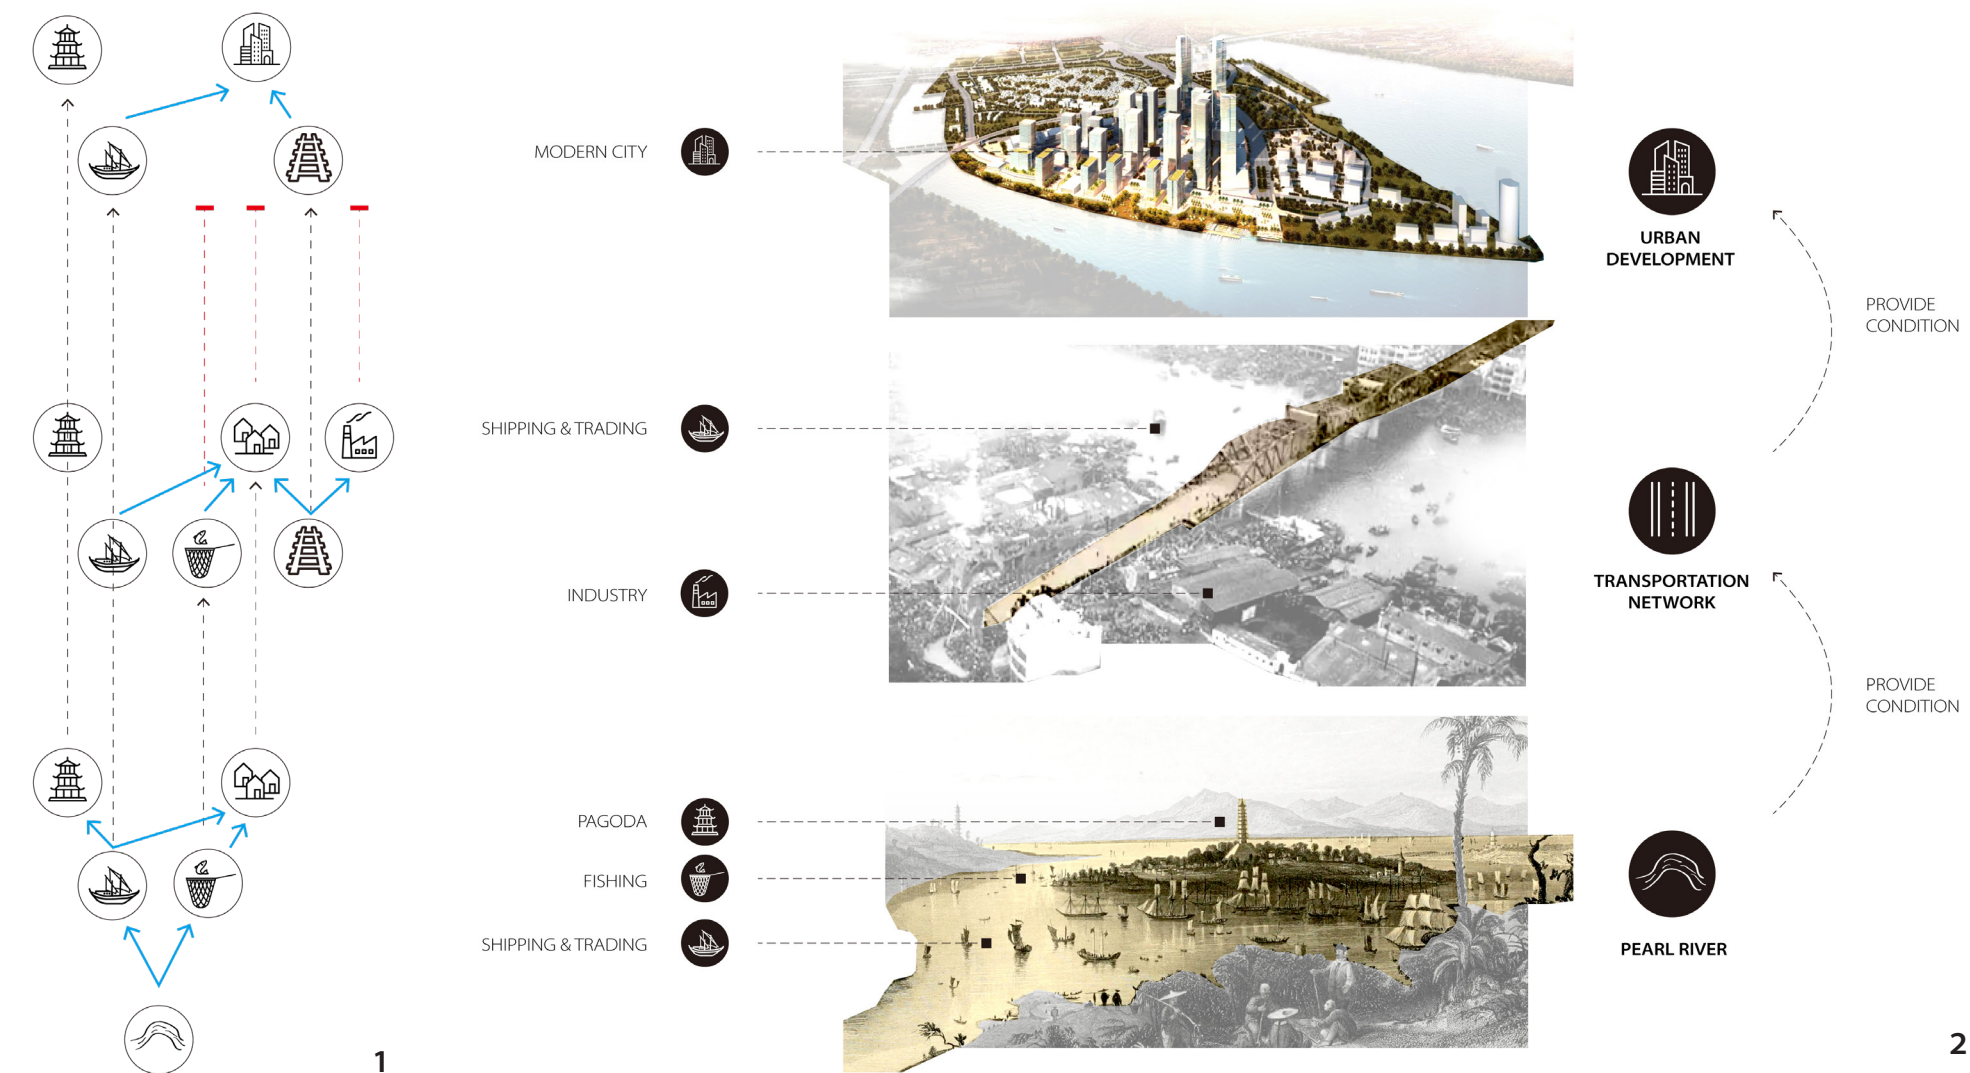 MODERN CITY
URBAN
DEVELOPMENT
PROVIDE
CONDITION
SHIPPING & TRADING
INDUSTRY
TRANSPORTATION
NETWORK
PROVIDE
CONDITION
PAGODA
FISHING
SHIPPING & TRADING
PEARL RIVER
1
2